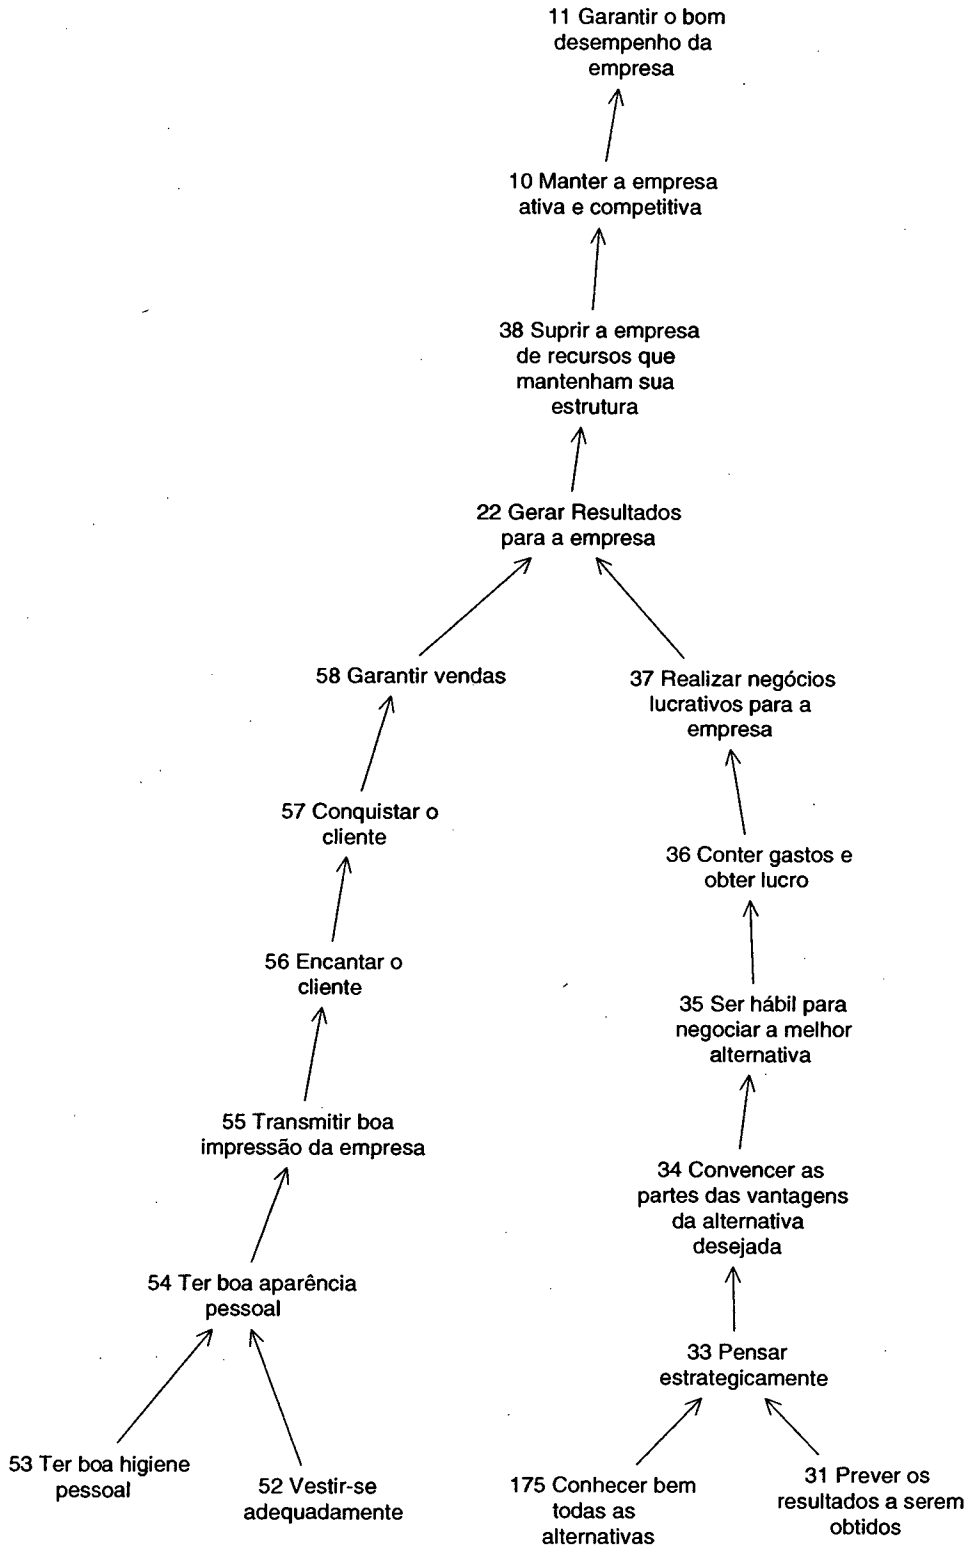 11 Garantir o bom
desempenho da
empresa
10 Manter a empresa
ativa e competitiva
38 Suprir a empresa
de recursos que
mantenham sua
estrutura
22 Gerar Resultados
para a empresa
58 Garantir vendas
37 Realizar negócios
lucrativos para a
empresa
57 Conquistar o
cliente
36 Conter gastos e
obter lucro
56 Encantar o
cliente
35 Ser hábil para
negociar a melhor
alternativa
55 Transmitir boa
impressão da empresa
34 Convencer as
partes das vantagens
da alternativa
desejada
54 Ter boa aparência
pessoal
33 Pensar
estrategicamente
53 Ter boa higiene
pessoal
52 Vestir-se
adequadamente
175 Conhecer bem
todas as
alternativas
31 Prever os
resultados a serem
obtidos